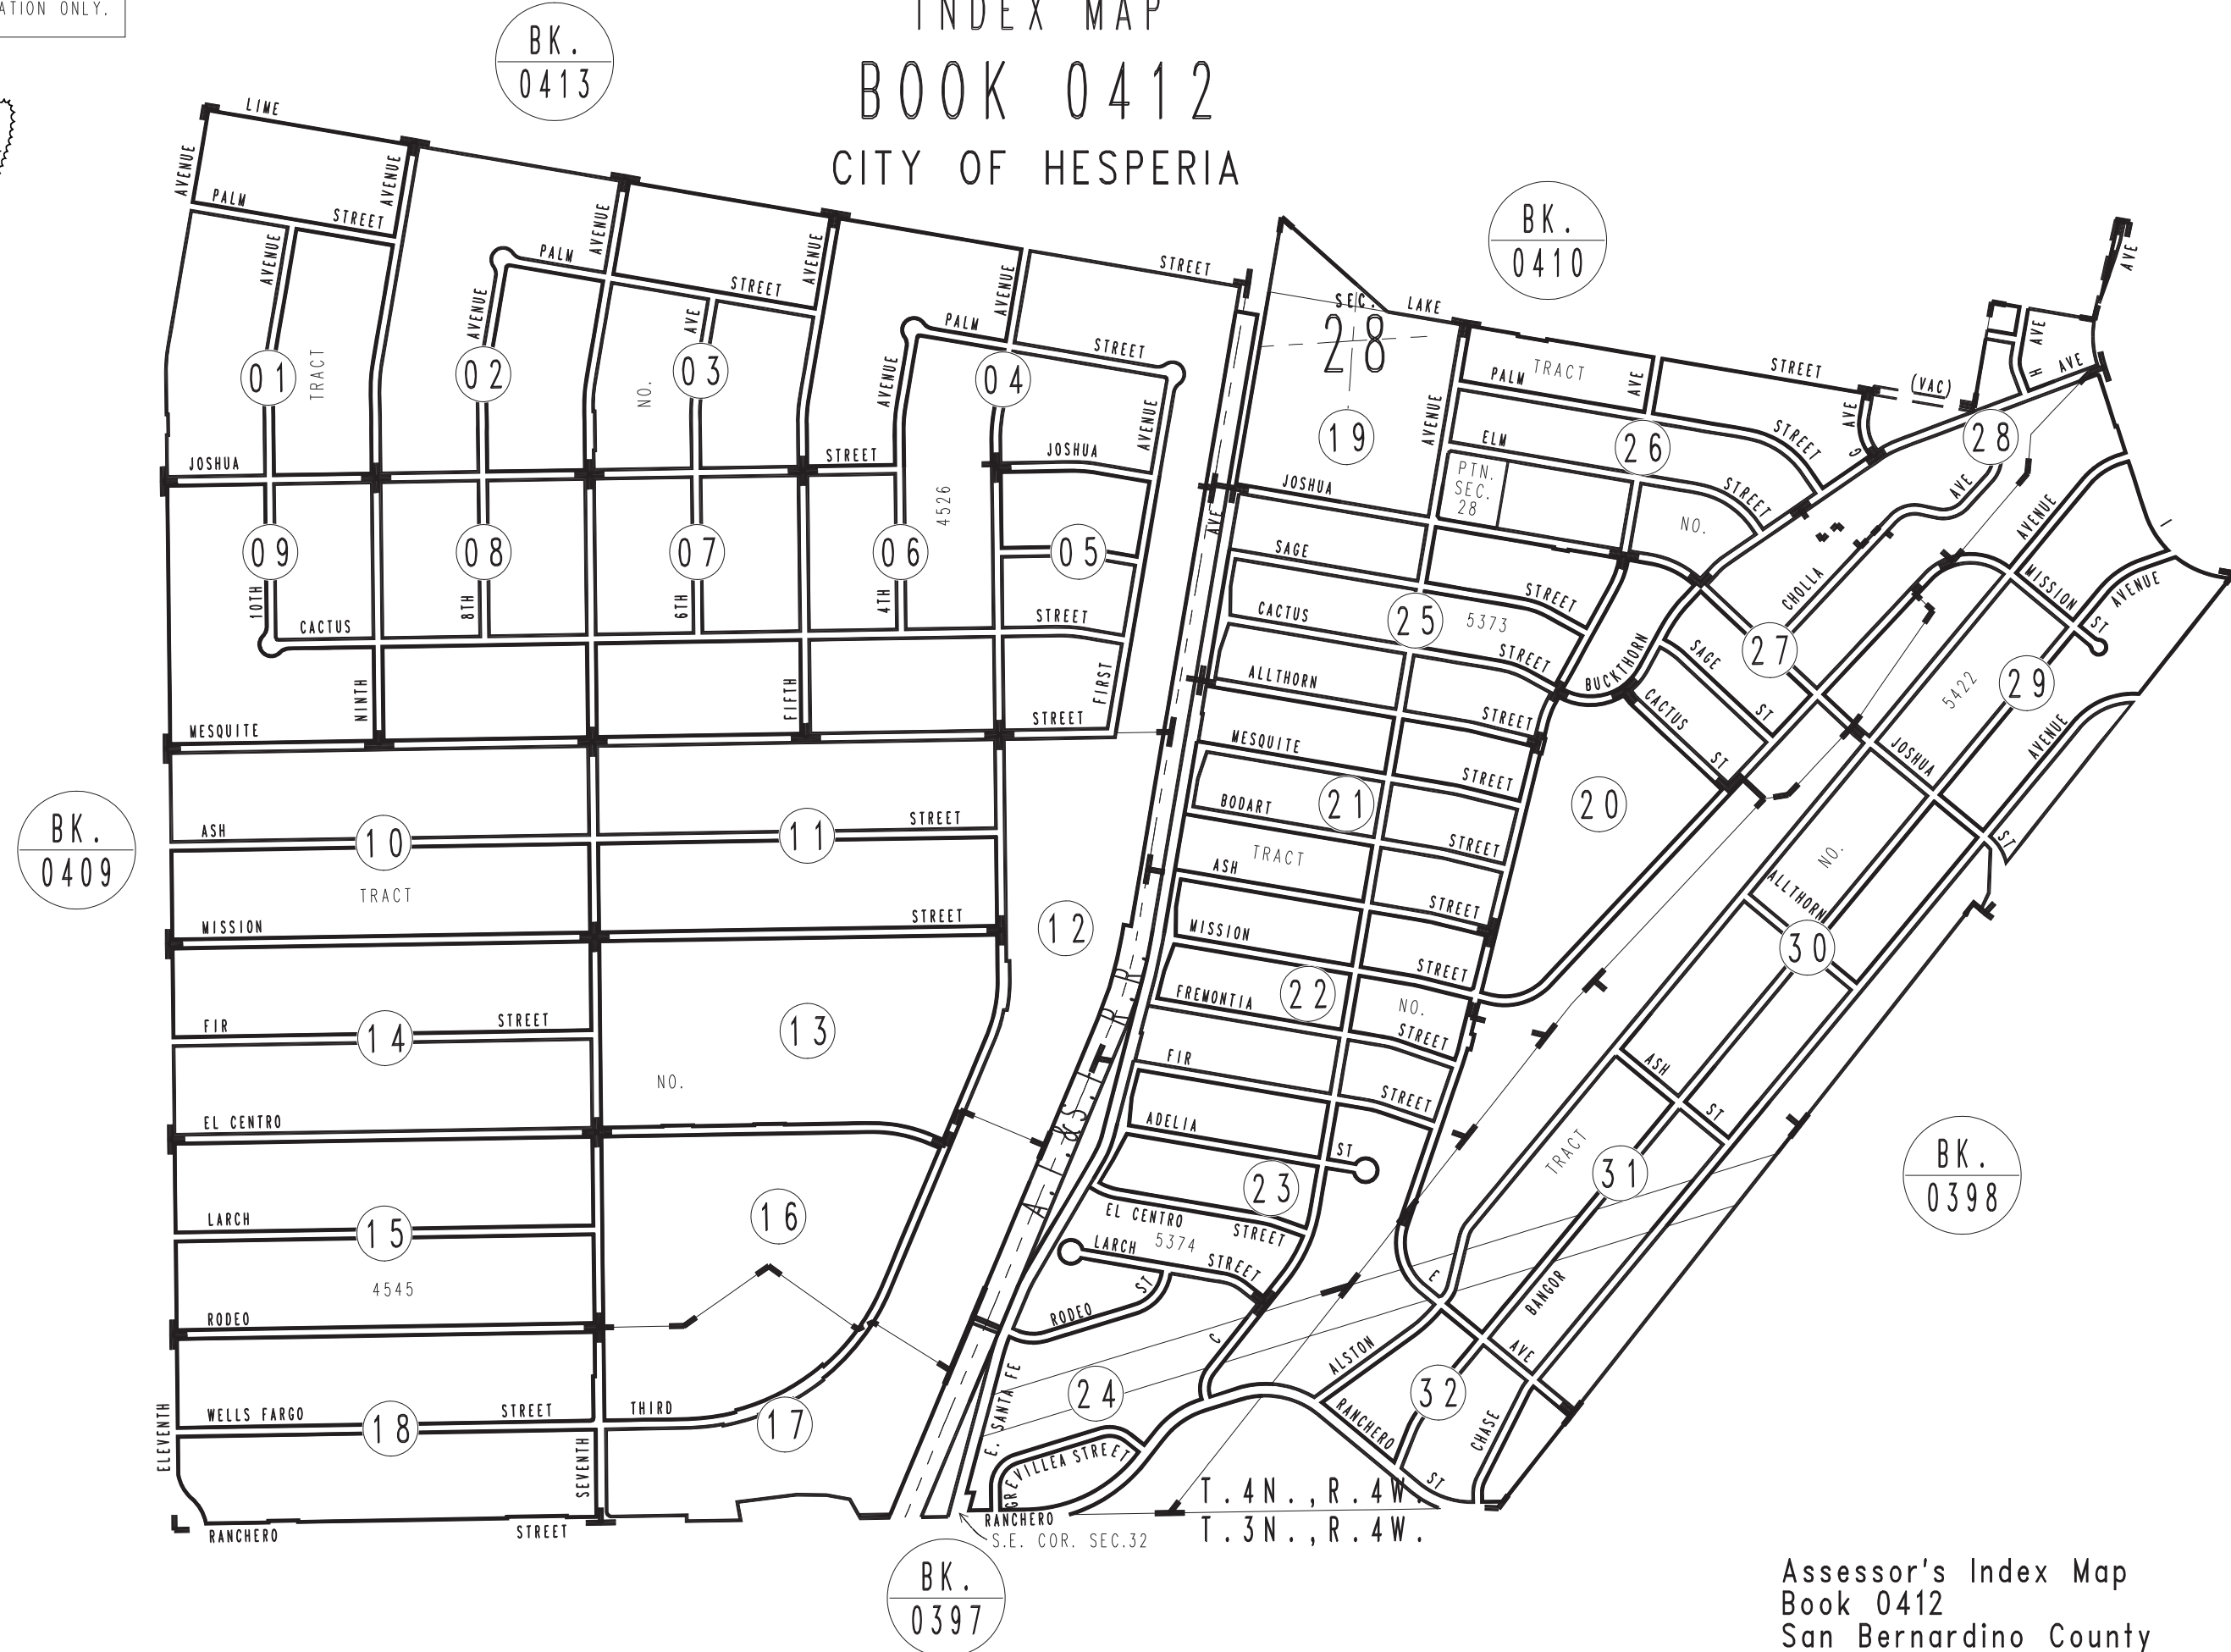 ATION ONLY.
INDEX MAP
BOOK 0412
CITY OF HESPERIA
BK.
0413
BK.
0410
BK.
0409
BK.
0398
BK.
0397
LIME
STREET
AVENUE
AVENUE
AVENUE
AVENUE
AVENUE
PALM
STREET
AVENUE
PALM
STREET
AVENUE
AVE
PALM
STREET
AVENUE
AVENUE
01
TRACT
02
NO.
03
04
JOSHUA
STREET
JOSHUA
4526
09
08
07
06
05
10TH
8TH
6TH
4TH
CACTUS
STREET
NINTH
FIFTH
FIRST
MESQUITE
STREET
ASH
10
11
STREET
TRACT
MISSION
STREET
12
FIR
14
STREET
13
NO.
EL CENTRO
LARCH
15
16
4545
RODEO
WELLS FARGO
18
STREET
THIRD
17
ELEVENTH
SEVENTH
RANCHERO
STREET
SEC.
28
LAKE
STREET
(VAC)
AVE
AVE
H
AVE
19
AVENUE
PALM
TRACT
AVE
STREET
AVE
G
28
ELM
26
STREET
PTN.
SEC.
28
NO.
JOSHUA
AVE
SAGE
STREET
CACTUS
25
5373
STREET
BUCKTHORN
ALLTHORN
STREET
MESQUITE
STREET
BODART
21
STREET
TRACT
ASH
STREET
MISSION
STREET
22
FREMONTIA
NO.
STREET
FIR
STREET
ADELIA
ST
23
EL CENTRO
STREET
LARCH
5374
STREET
RODEO
ST
C
E. SANTA FE
24
GREVILLEA STREET
RANCHERO
S.E. COR. SEC.32
T.4N.,R.4W.
T.3N.,R.4W.
CHOLLA
AVE
AVENUE
I
MISSION
ST
AVENUE
27
SAGE
ST
CACTUS
ST
20
5422
29
AVENUE
JOSHUA
ST
NO.
ALLTHORN
30
ASH
ST
TRACT
31
E
AVE
BANGOR
ALSTON
32
RANCHERO
ST
CHASE
Assessor's Index Map
Book 0412
San Bernardino County